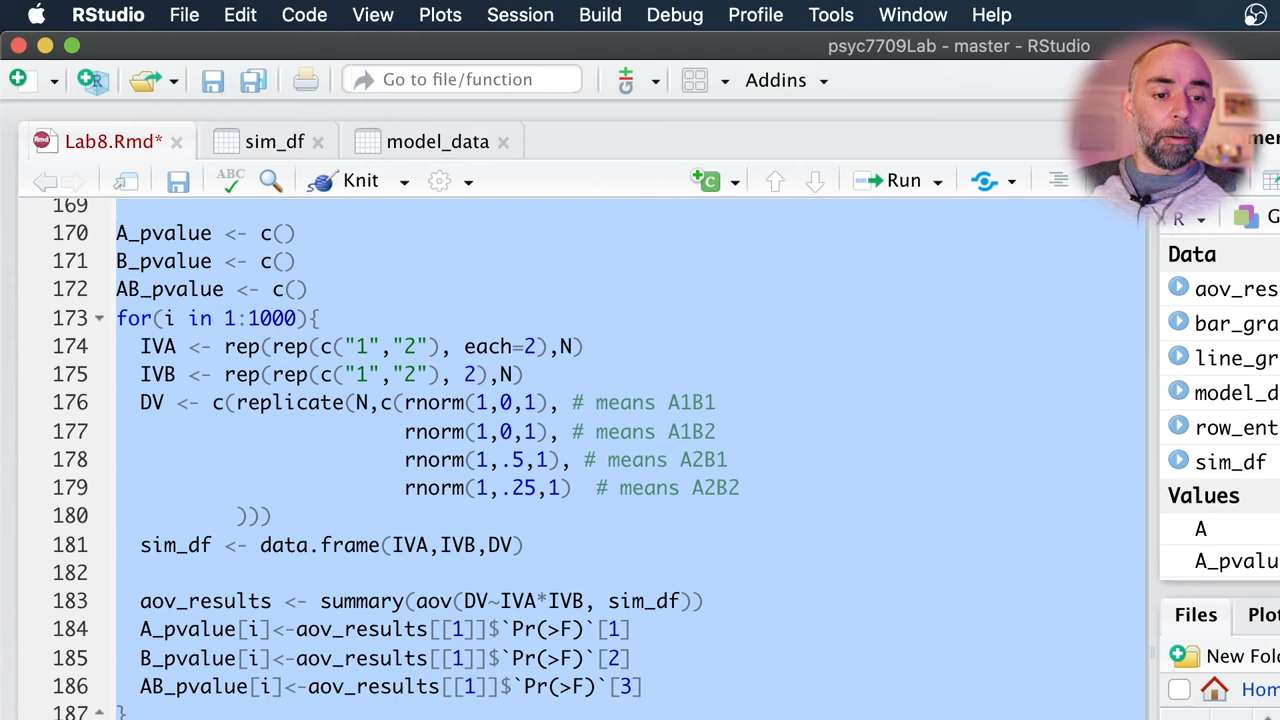 RStudio File Edit Code View Plots Session Build Debug Profile Tools Window Help
psyc7709Lab - master - RStudio
Go to file/function Addins
Lab8.Rmd* sim_df model_data
ABC Knit Run
169
170 A_pvalue <- c()
171 B_pvalue <- c()
172 AB_pvalue <- c()
173 for(i in 1:1000){
174 IVA <- rep(rep(c("1","2"), each=2),N)
175 IVB <- rep(rep(c("1","2"), 2),N)
176 DV <- c(replicate(N,c(rnorm(1,0,1), # means A1B1
177 rnorm(1,0,1), # means A1B2
178 rnorm(1,.5,1), # means A2B1
179 rnorm(1,.25,1) # means A2B2
180 )))
181 sim_df <- data.frame(IVA,IVB,DV)
182
183 aov_results <- summary(aov(DV~IVA*IVB, sim_df))
184 A_pvalue[i]<-aov_results[[1]]$`Pr(>F)`[1]
185 B_pvalue[i]<-aov_results[[1]]$`Pr(>F)`[2]
186 AB_pvalue[i]<-aov_results[[1]]$`Pr(>F)`[3]
187 }
R G
Data
aov_res
bar_gra
line_gr
model_d
row_ent
sim_df
Values
A
A_pvalu
Files Plo
New Fold
Hom